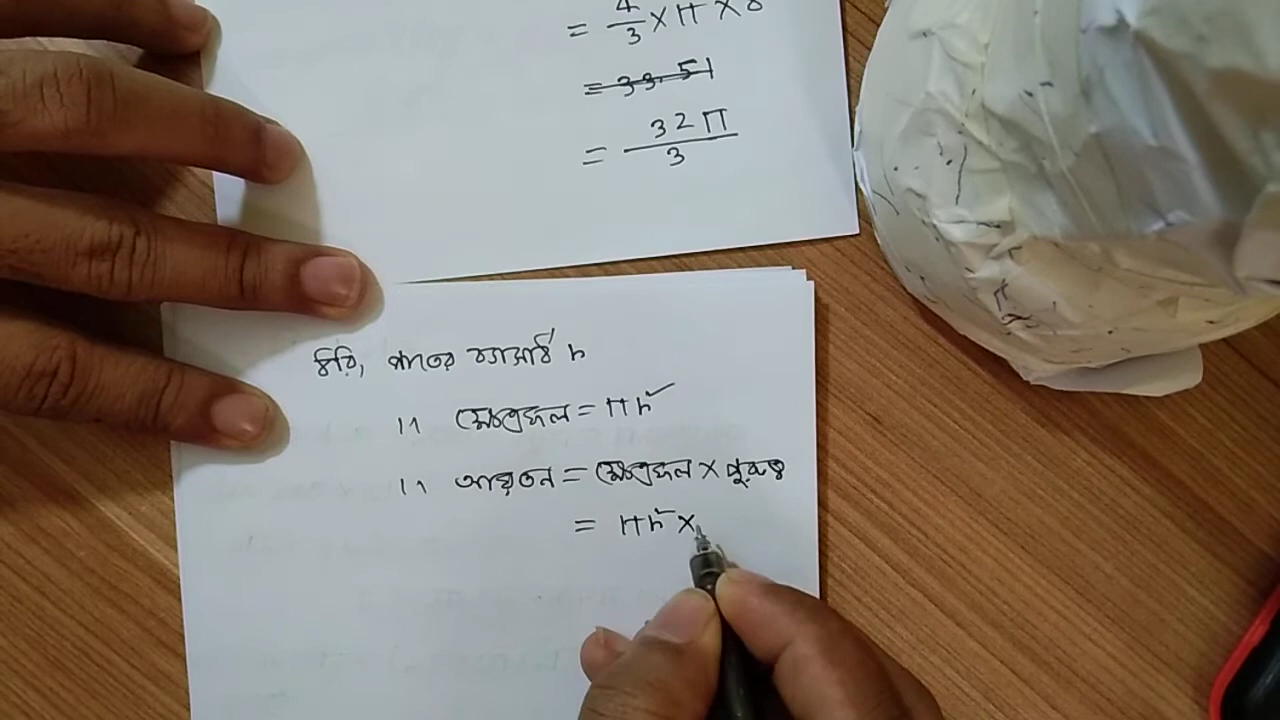 = 4/3 × π × 8
= 33.51
= 32π/3
ধরি, পাতের ব্যাসার্ধ r
〃 ক্ষেত্রফল = πr²
〃 আয়তন = ক্ষেত্রফল × পুরুত্ব
= πr² ×